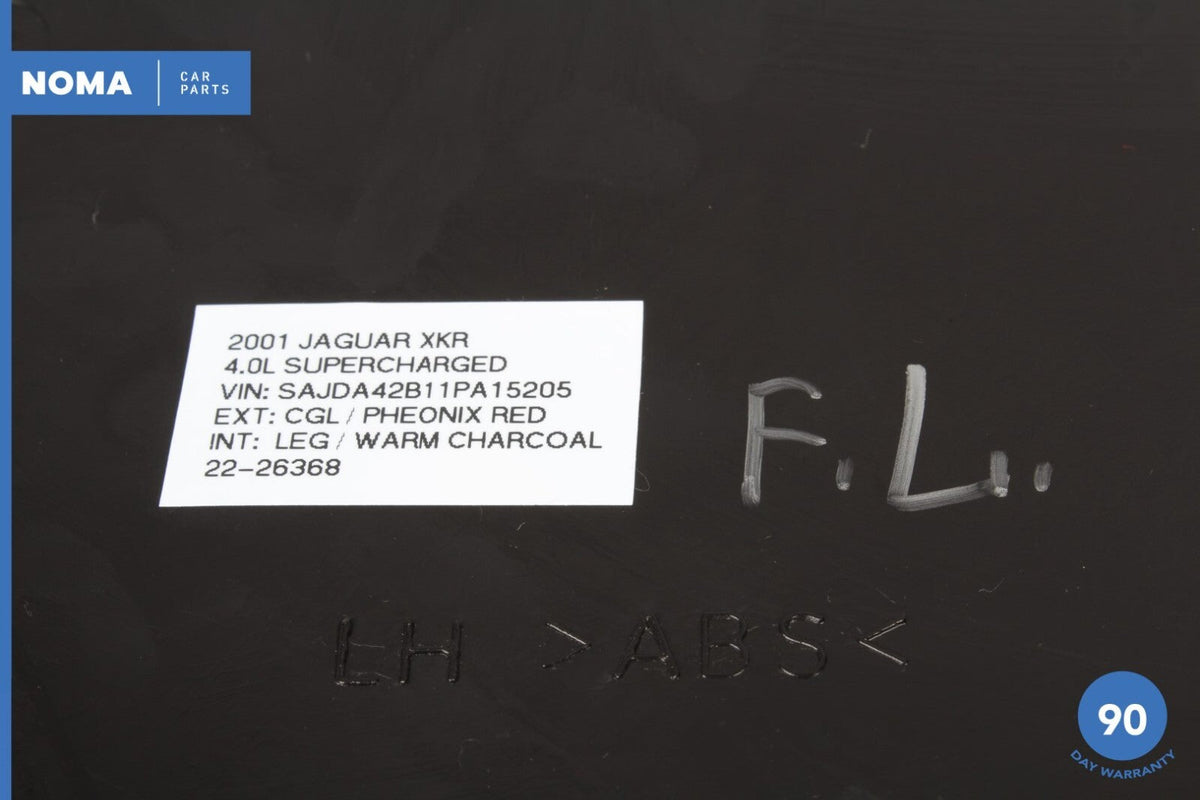 NOMA
CAR
PARTS
2001 JAGUAR XKR
4.0L SUPERCHARGED
VIN: SAJDA42B11PA15205
EXT: CGL / PHEONIX RED
INT: LEG / WARM CHARCOAL
22-26368
F.L.
LH >ABS<
90
DAY WARRANTY